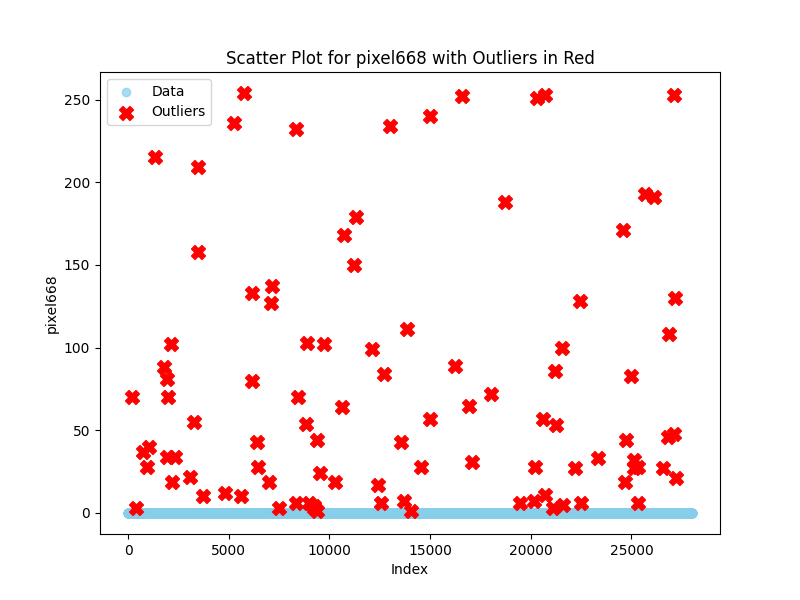 Scatter Plot for pixel668 with Outliers in Red
Data
Outliers
250
200
150
100
50
0
pixel668
0 5000 10000 15000 20000 25000
Index